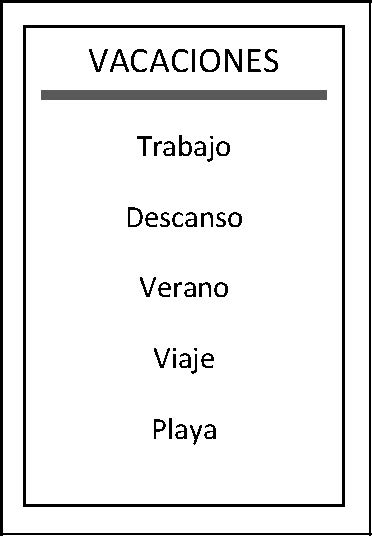 VACACIONES
Trabajo
Descanso
Verano
Viaje
Playa